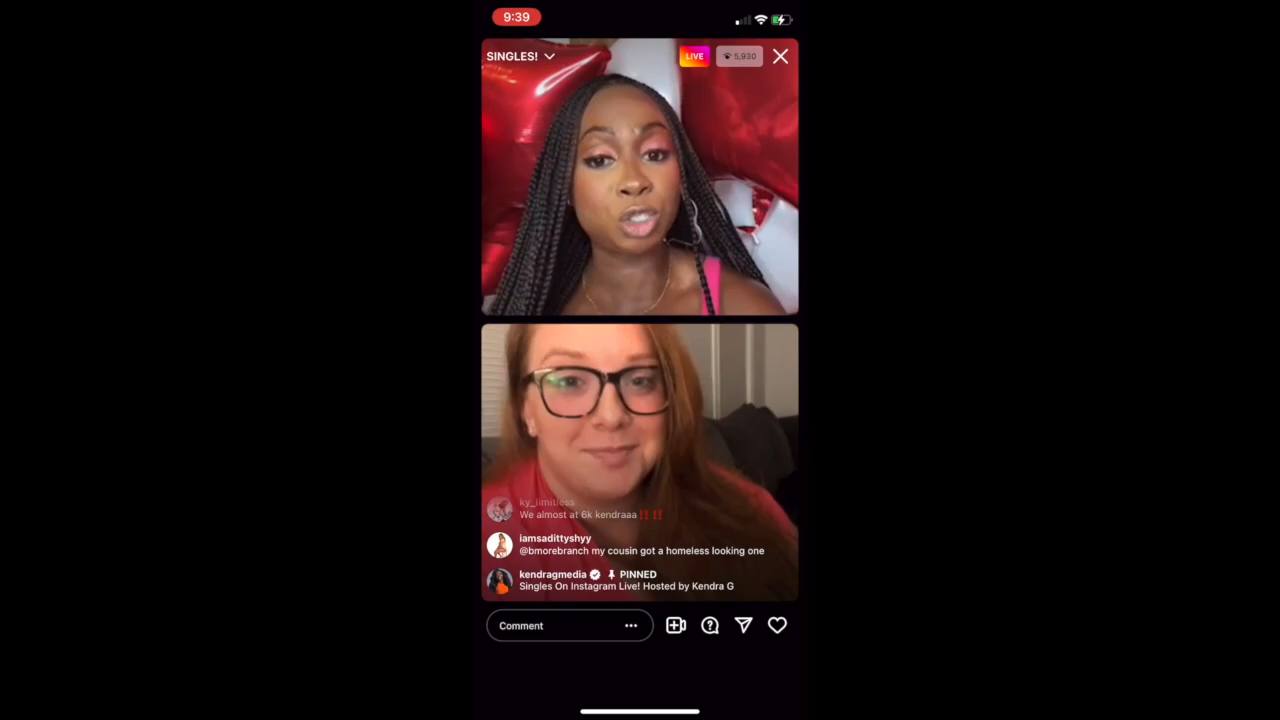 9:39
SINGLES!
LIVE
5,930
ky_limitless
We almost at 6k kendraaa‼️ ‼️
iamsadittyshyy
@bmorebranch my cousin got a homeless looking one
kendragmedia PINNED
Singles On Instagram Live! Hosted by Kendra G
Comment